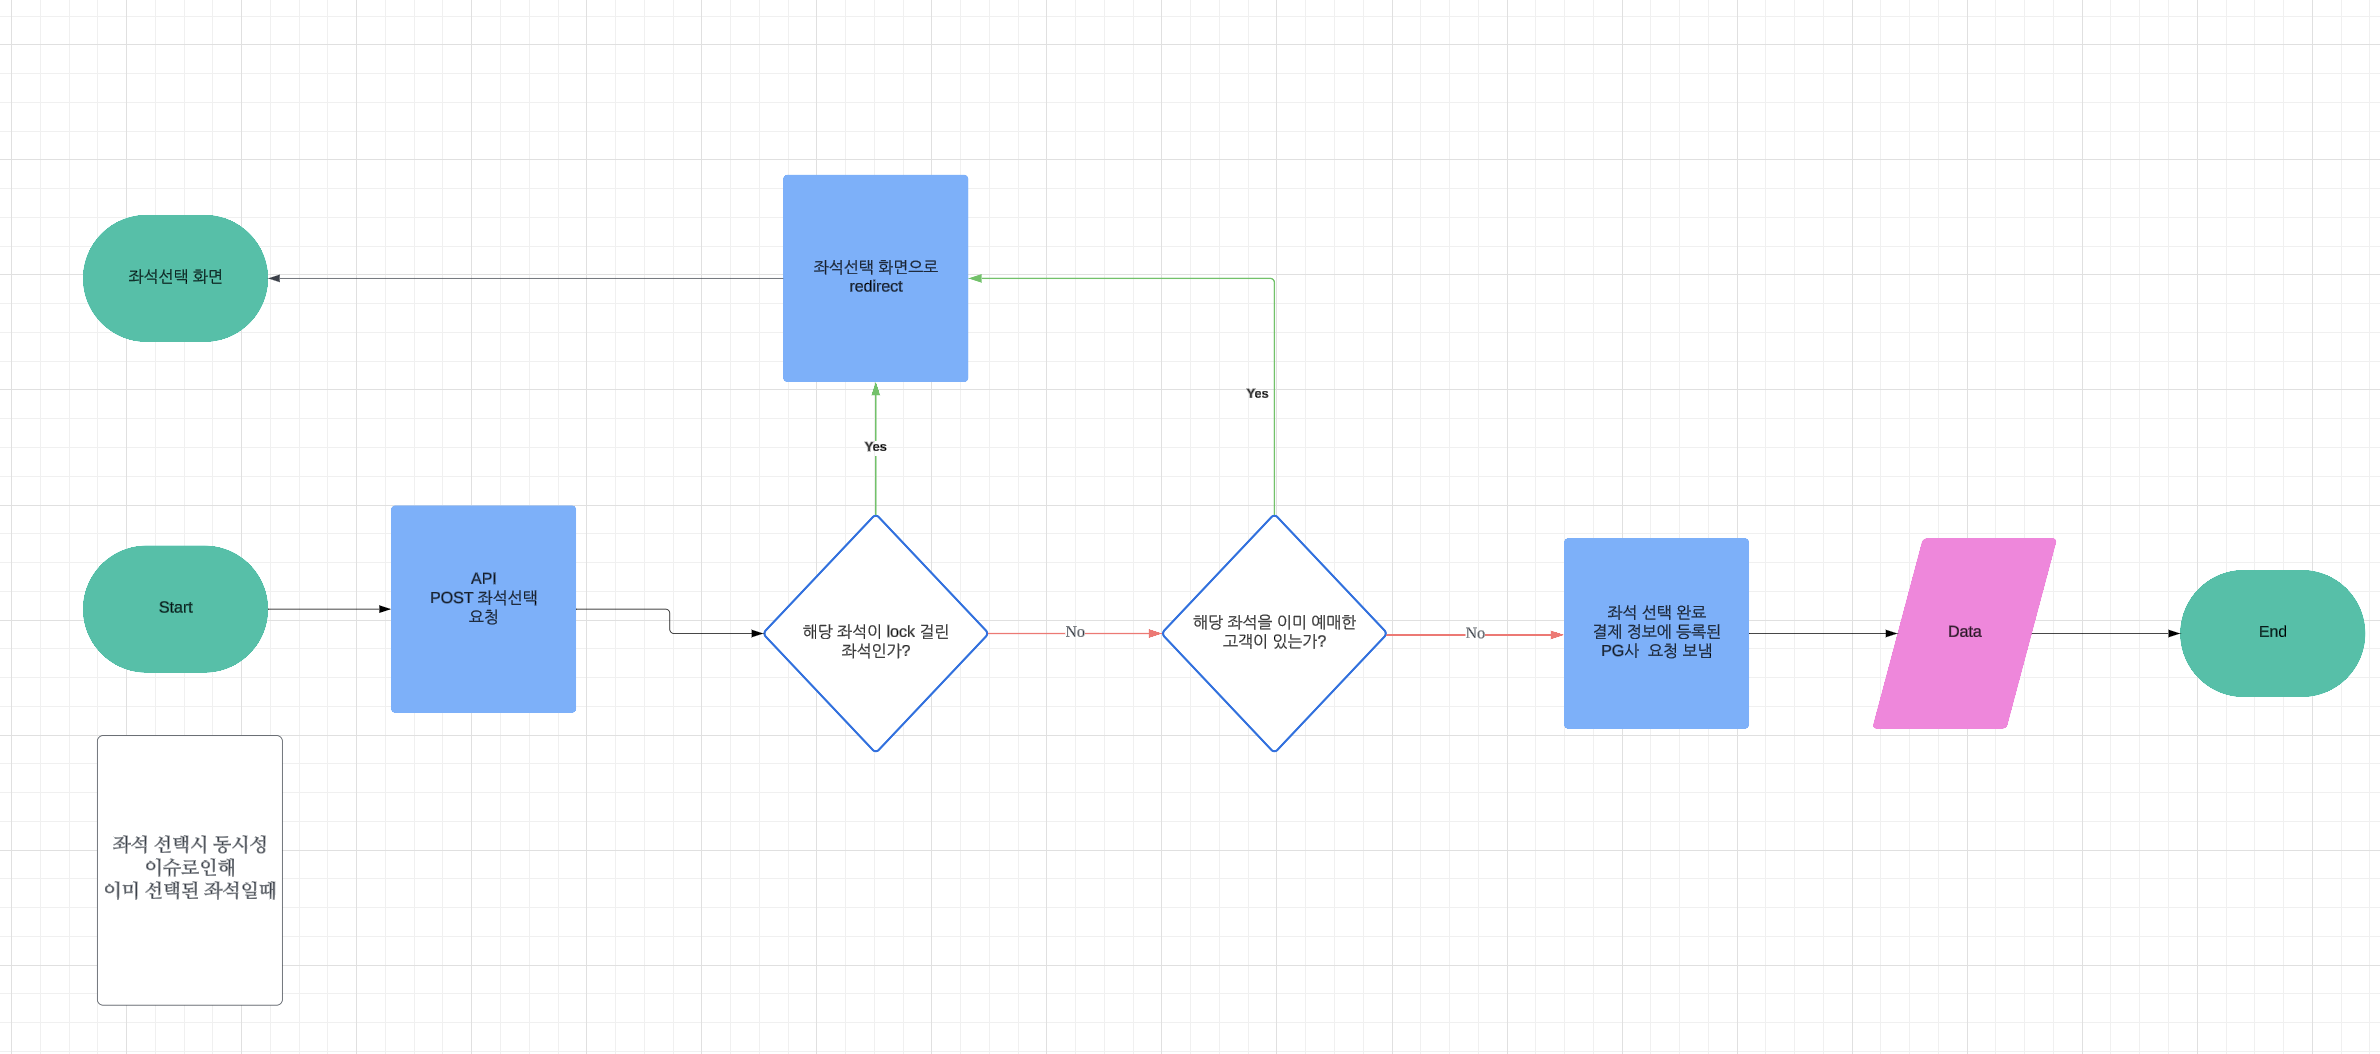 좌석선택 화면
좌석선택 화면으로
redirect
Yes
Yes
Start
API
POST 좌석선택
요청
해당 좌석이 lock 걸린
좌석인가?
No
해당 좌석을 이미 예매한
고객이 있는가?
No
좌석 선택 완료
결제 정보에 등록된
PG사 요청 보냄
Data
End
좌석 선택시 동시성
이슈로인해
이미 선택된 좌석일때